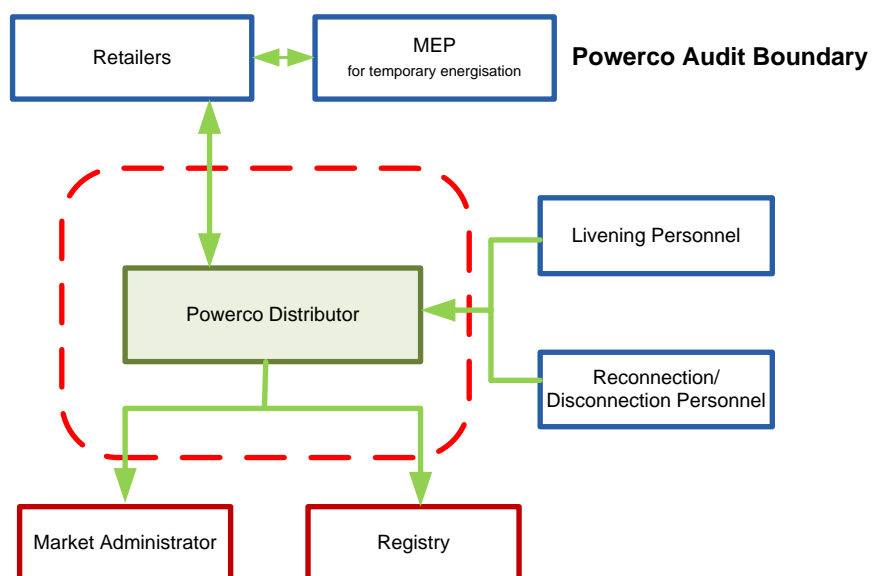 Retailers
MEP
for temporary energisation
Powerco Audit Boundary
Livening Personnel
Powerco Distributor
Reconnection/
Disconnection Personnel
Market Administrator
Registry